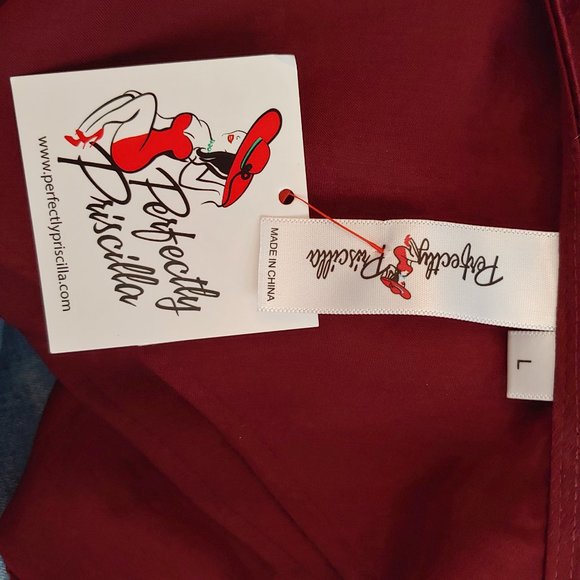 Perfectly
Priscilla
www.perfectlypriscilla.com
Perfectly
Priscilla
MADE IN CHINA
L